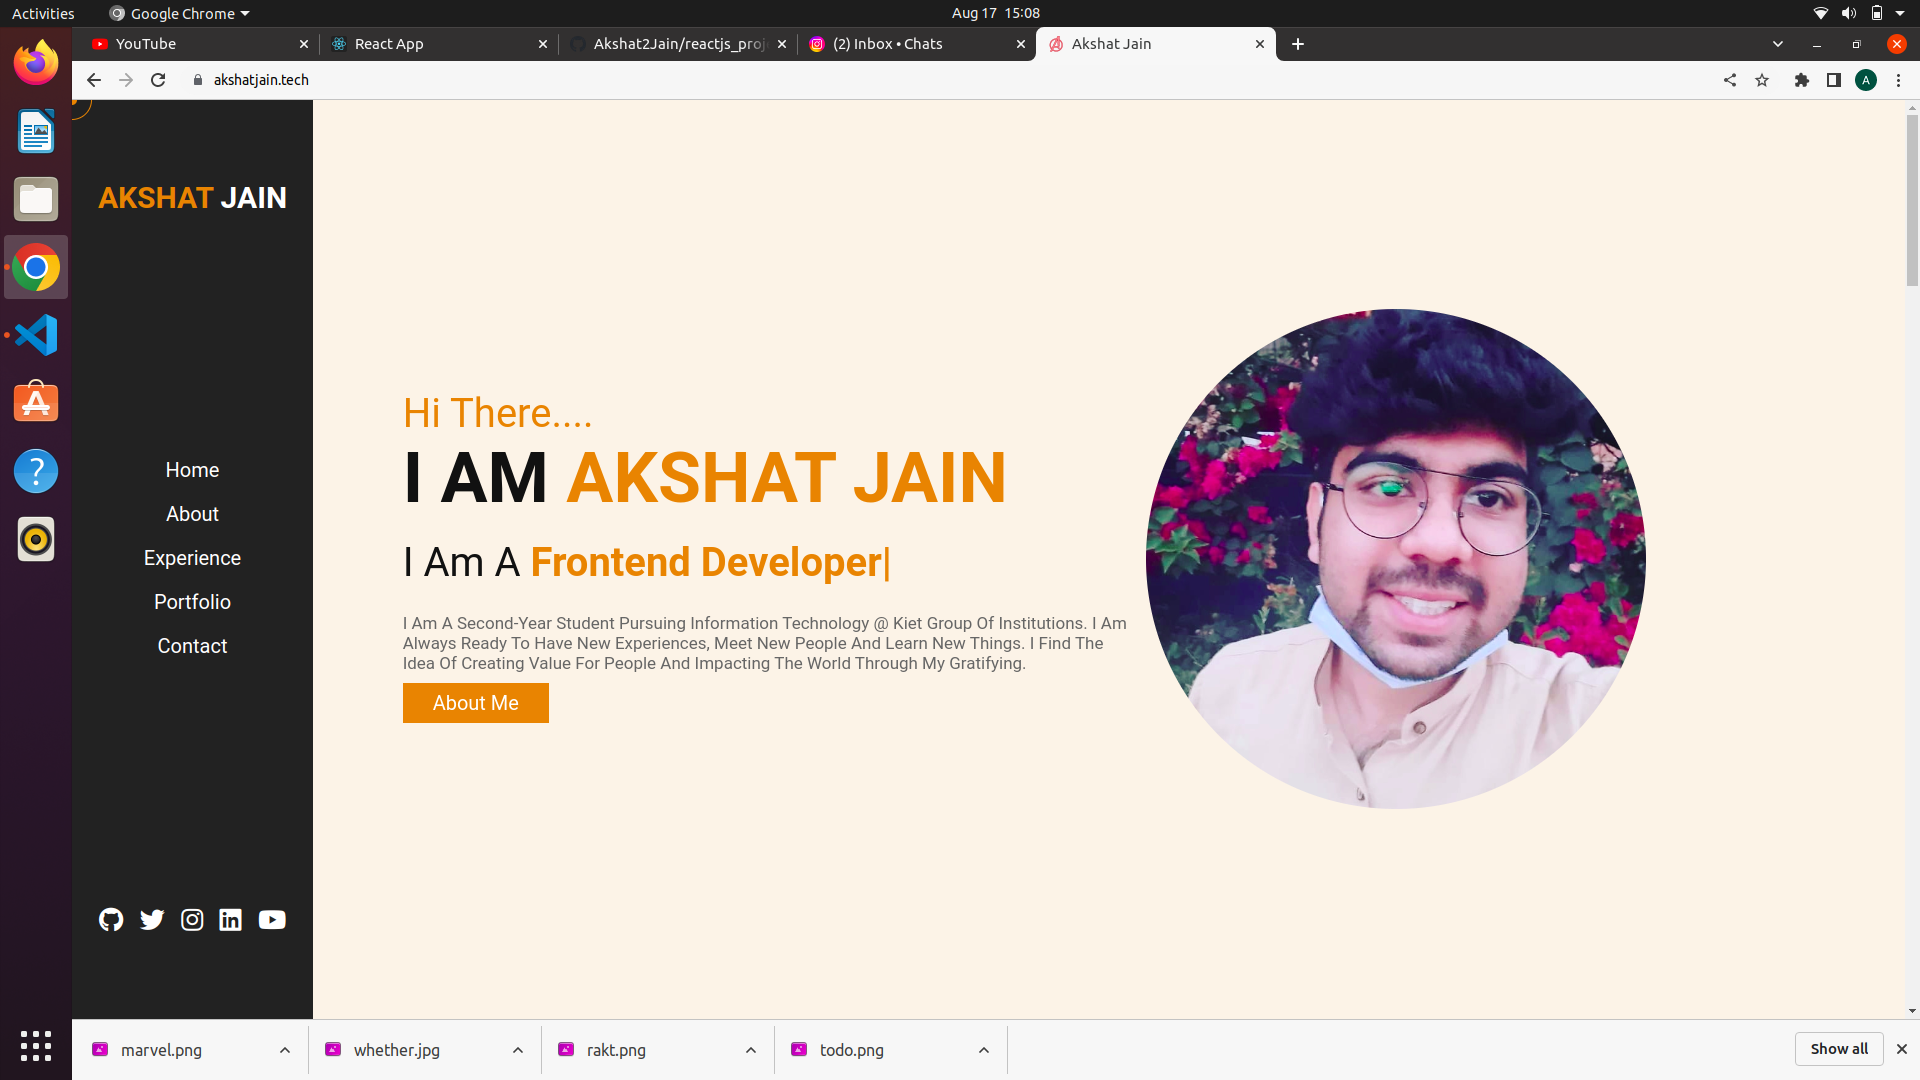 Activities
Google Chrome
Aug 17 15:08
YouTube
React App
Akshat2Jain/reactjs_proj
(2) Inbox • Chats
Akshat Jain
akshatjain.tech
A
AKSHAT JAIN
Home
About
Experience
Portfolio
Contact
Hi There....
I AM AKSHAT JAIN
I Am A Frontend Developer|
I Am A Second-Year Student Pursuing Information Technology @ Kiet Group Of Institutions. I Am
Always Ready To Have New Experiences, Meet New People And Learn New Things. I Find The
Idea Of Creating Value For People And Impacting The World Through My Gratifying.
About Me
marvel.png
whether.jpg
rakt.png
todo.png
Show all